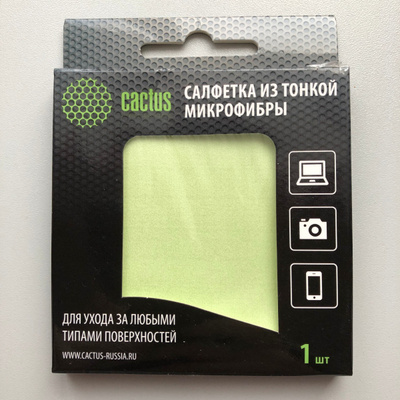 cactus
САЛФЕТКА ИЗ ТОНКОЙ
МИКРОФИБРЫ
ДЛЯ УХОДА ЗА ЛЮБЫМИ
ТИПАМИ ПОВЕРХНОСТЕЙ
WWW.CACTUS-RUSSIA.RU
1 шт